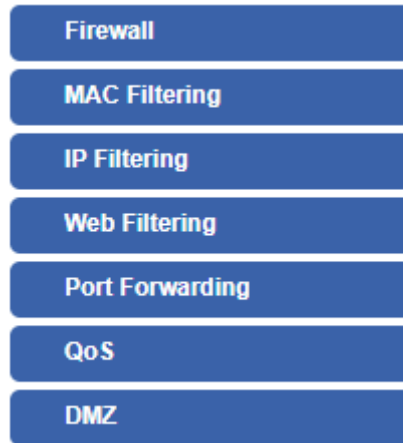 Firewall
MAC Filtering
IP Filtering
Web Filtering
Port Forwarding
QoS
DMZ